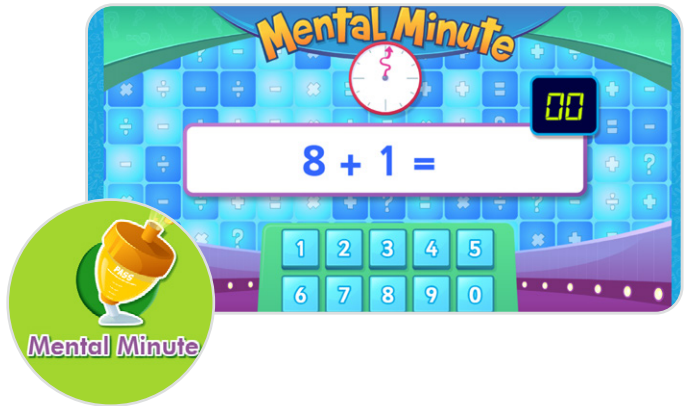 Mental Minute
00
8 + 1 =
1 2 3 4 5
6 7 8 9 0
PASS
Mental Minute